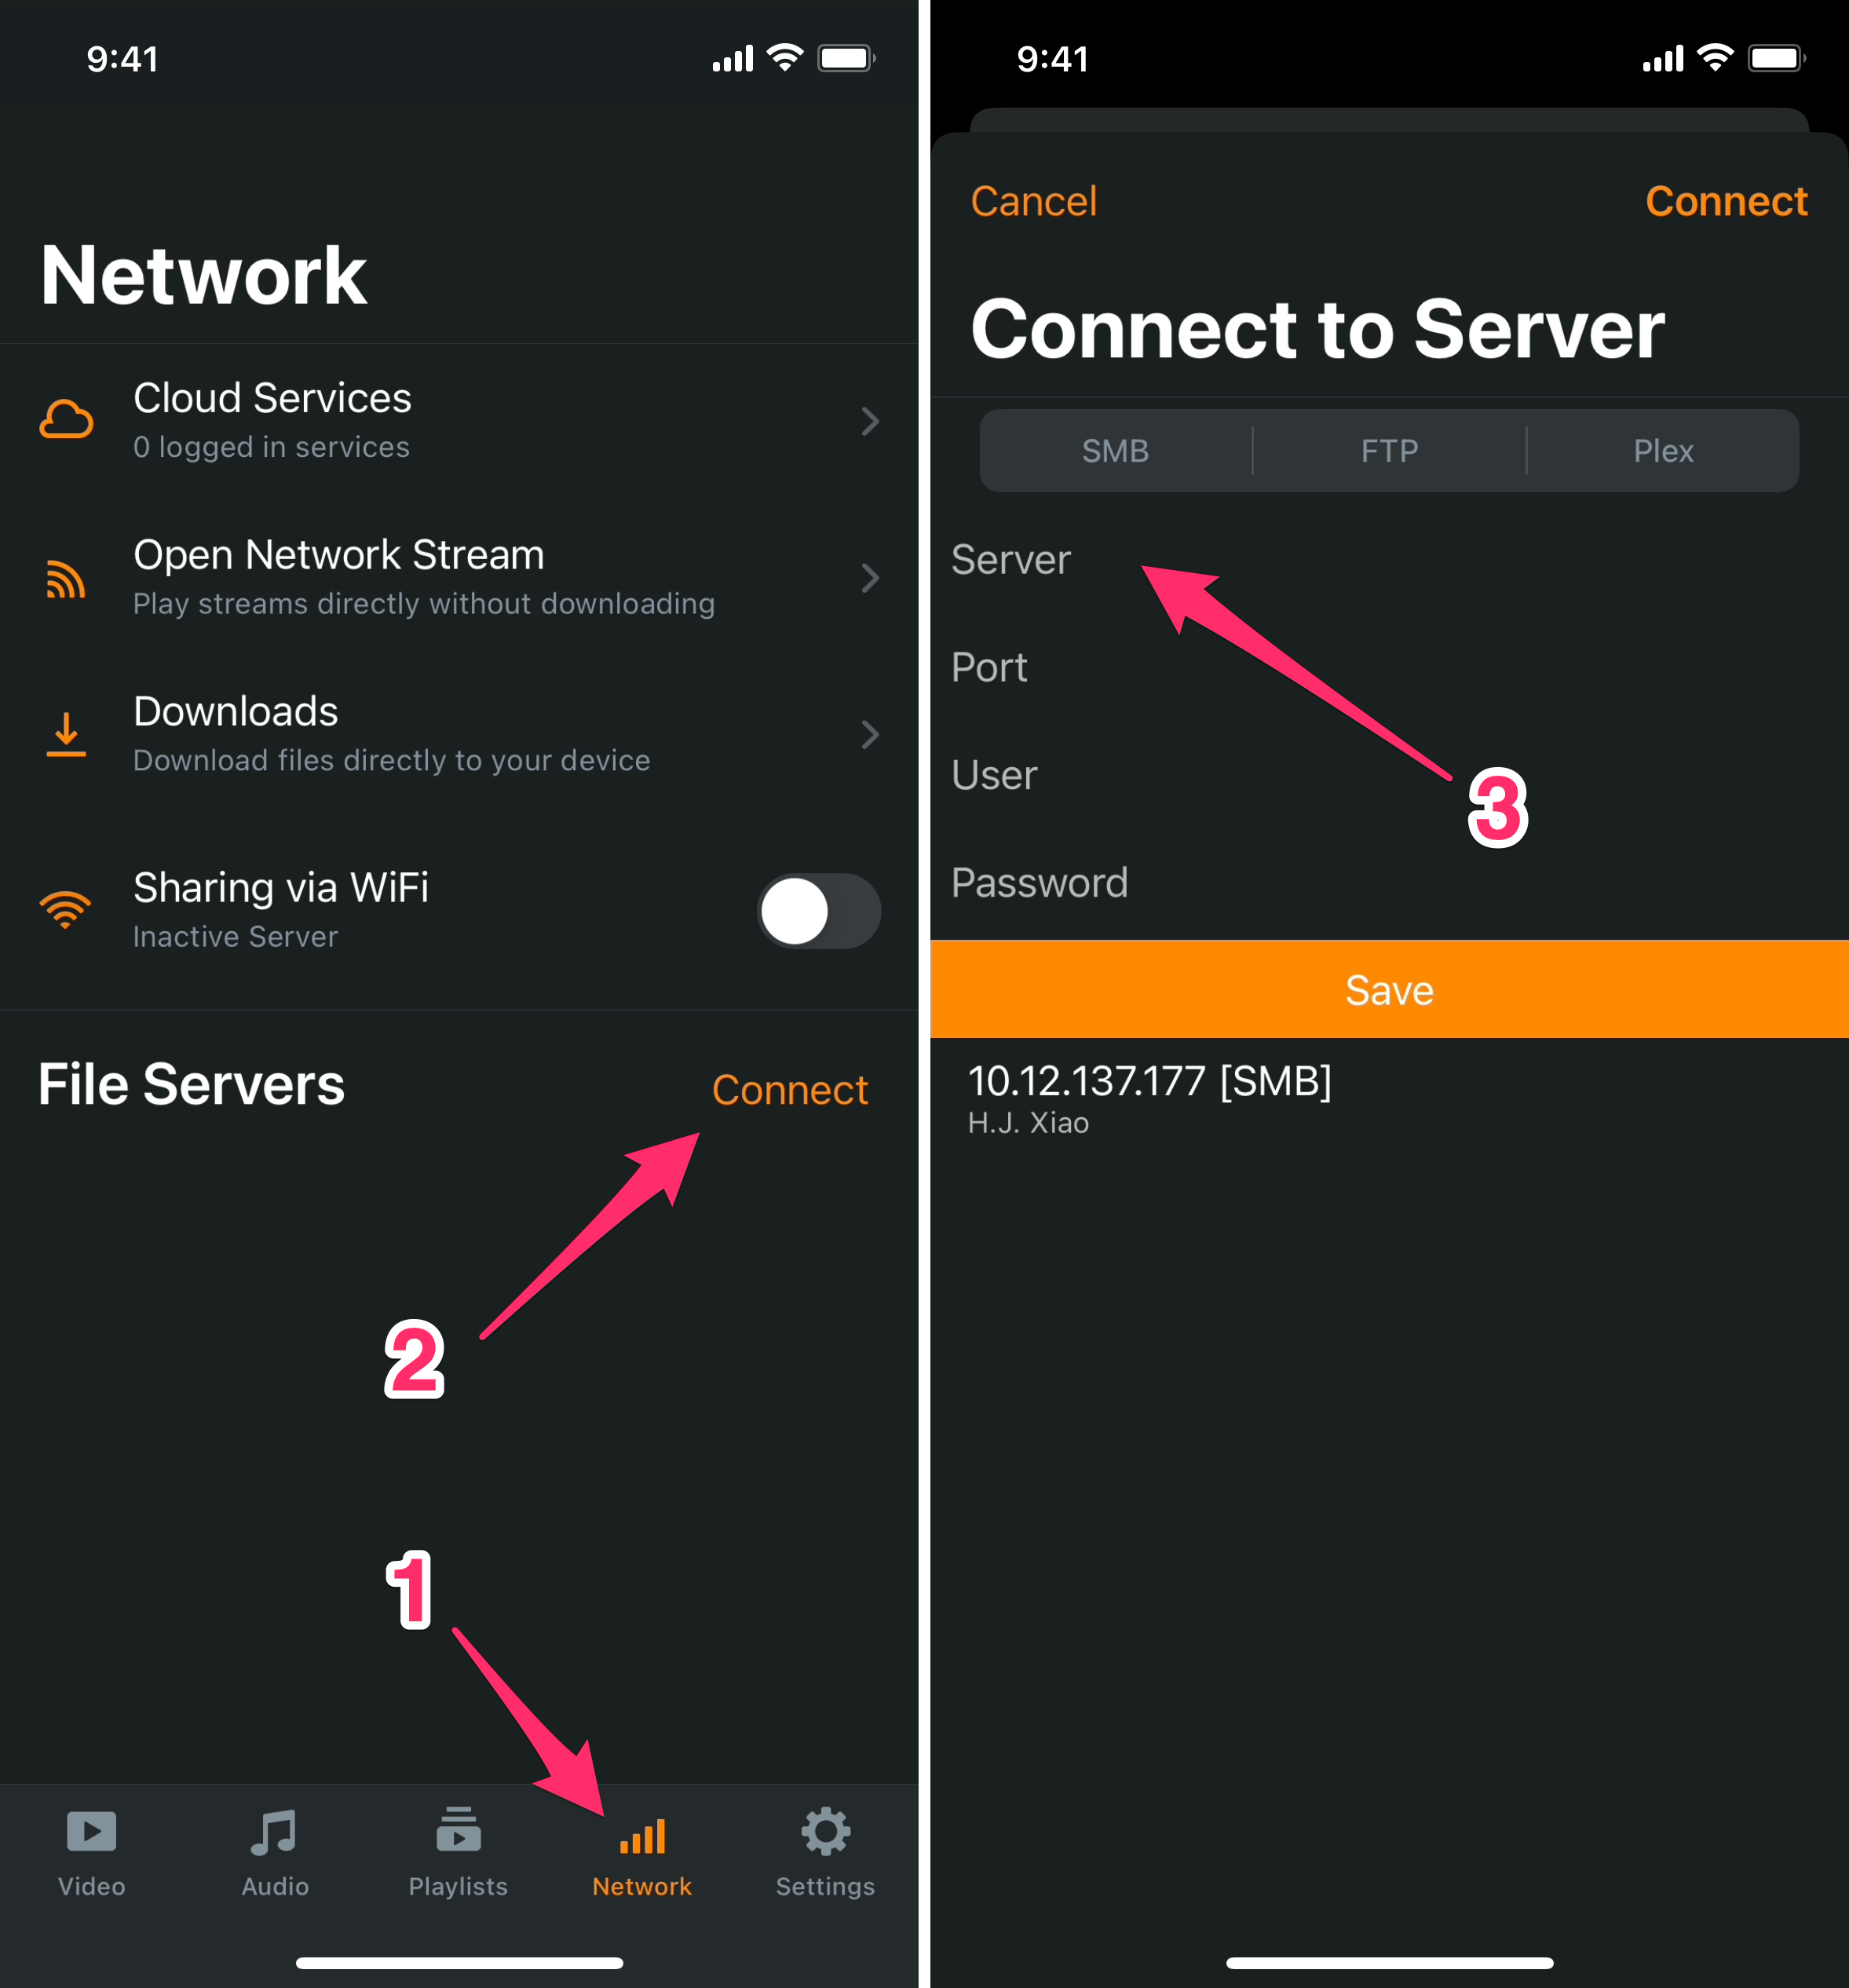 9:41
Network
Cloud Services
0 logged in services
Open Network Stream
Play streams directly without downloading
Downloads
Download files directly to your device
Sharing via WiFi
Inactive Server
File Servers
Connect
2
1
Video
Audio
Playlists
Network
Settings
9:41
Cancel
Connect
Connect to Server
SMB
FTP
Plex
Server
Port
User
3
Password
Save
10.12.137.177 [SMB]
H.J. Xiao